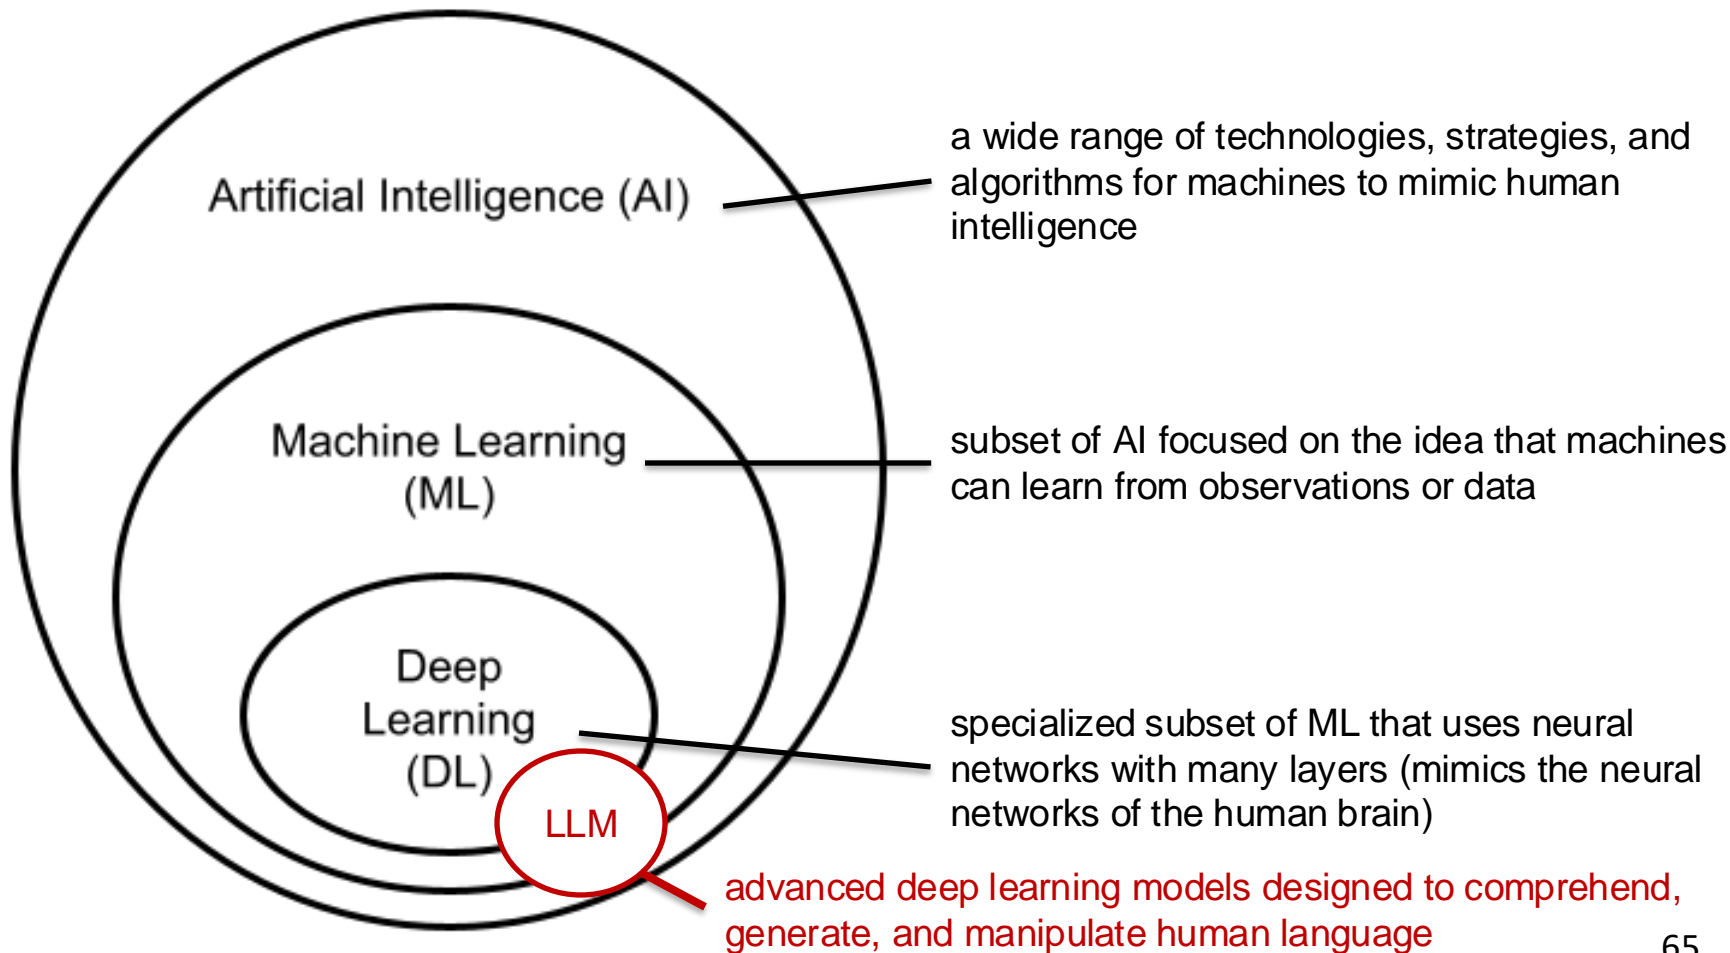 Artificial Intelligence (AI)
a wide range of technologies, strategies, and
algorithms for machines to mimic human
intelligence
Machine Learning
(ML)
subset of AI focused on the idea that machines
can learn from observations or data
Deep
Learning
(DL)
specialized subset of ML that uses neural
networks with many layers (mimics the neural
networks of the human brain)
LLM
advanced deep learning models designed to comprehend,
generate, and manipulate human language
65